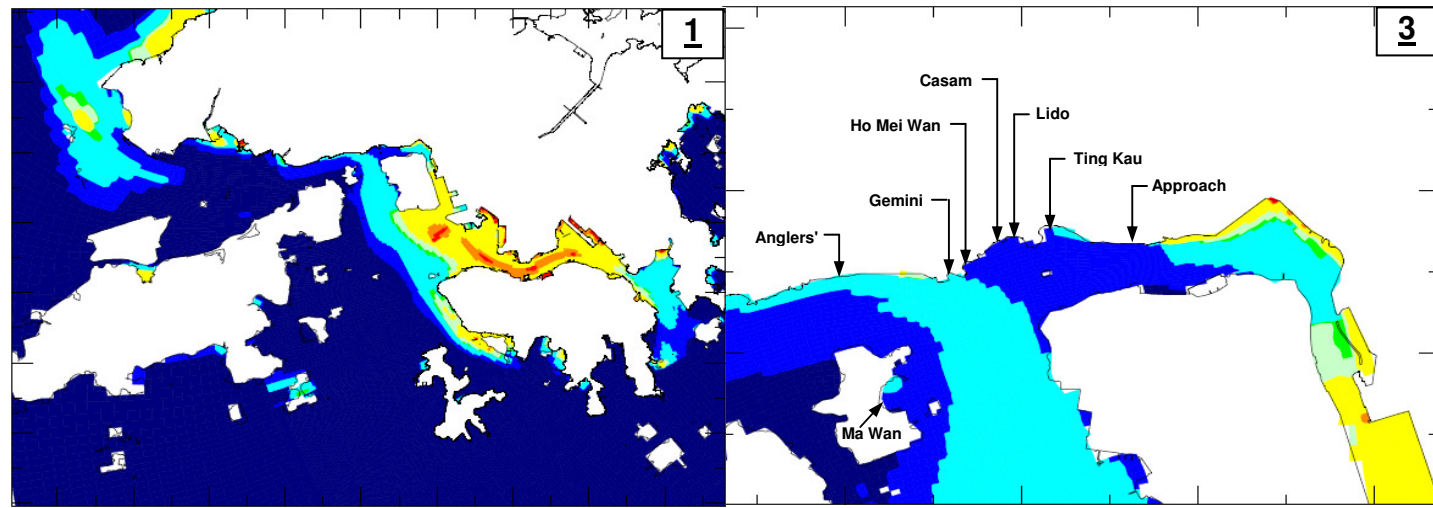 1
3
Casam
Lido
Ho Mei Wan
Ting Kau
Approach
Gemini
Anglers'
Ma Wan